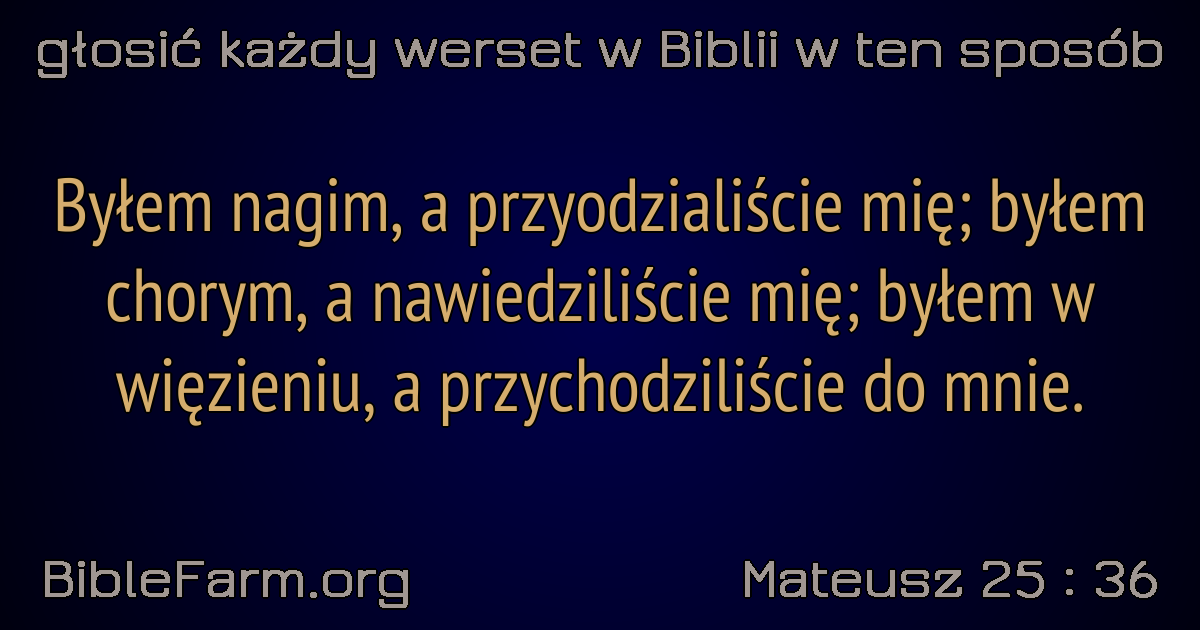 głosić każdy werset w Biblii w ten sposób
Byłem nagim, a przyodzialiście mię; byłem
chorym, a nawiedziliście mię; byłem w
więzieniu, a przychodziliście do mnie.
BibleFarm.org
Mateusz 25 : 36